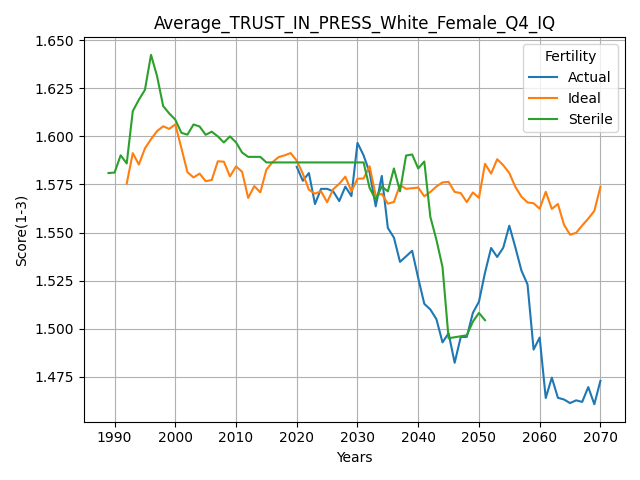 Average_TRUST_IN_PRESS_White_Female_Q4_IQ
Fertility
Actual
Ideal
Sterile
Score(1-3)
1.650
1.625
1.600
1.575
1.550
1.525
1.500
1.475
1990 2000 2010 2020 2030 2040 2050 2060 2070
Years